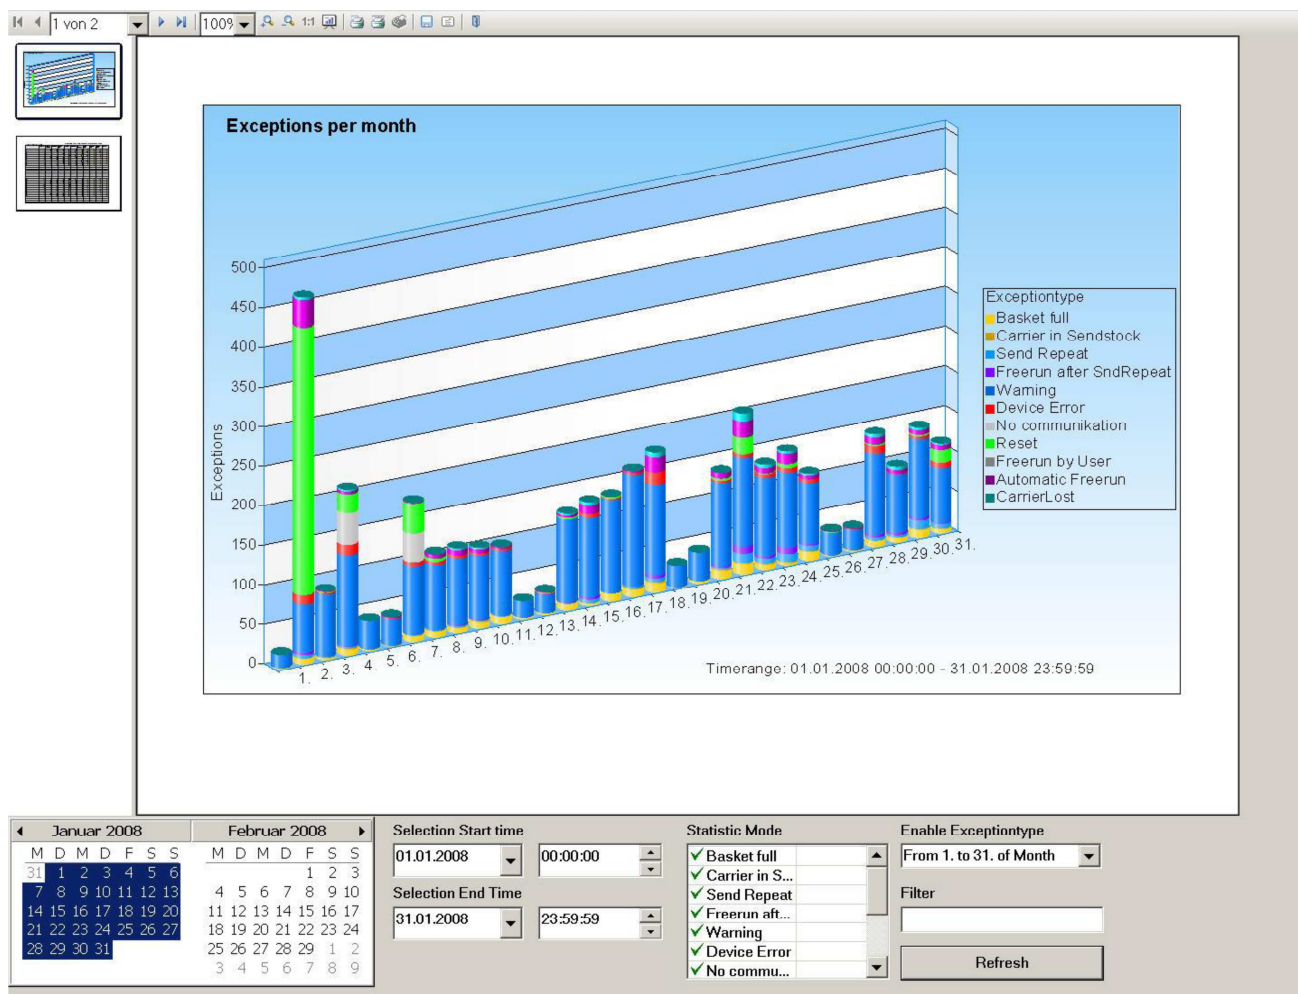 1 von 2
100%
1:1
Exceptions per month
500
450
400
350
300
250
200
150
100
50
0
Exceptions
1. 2. 3. 4. 5. 6. 7. 8. 9. 10. 11. 12. 13. 14. 15. 16. 17. 18. 19. 20. 21. 22. 23. 24. 25. 26. 27. 28. 29. 30. 31.
Timerange: 01.01.2008 00:00:00 - 31.01.2008 23:59:59
Exceptiontype
Basket full
Carrier in Sendstock
Send Repeat
Freerun after SndRepeat
Warning
Device Error
No communikation
Reset
Freerun by User
Automatic Freerun
CarrierLost
Januar 2008
M D M D F S S
31 1 2 3 4 5 6
7 8 9 10 11 12 13
14 15 16 17 18 19 20
21 22 23 24 25 26 27
28 29 30 31
Februar 2008
M D M D F S S
1 2 3
4 5 6 7 8 9 10
11 12 13 14 15 16 17
18 19 20 21 22 23 24
25 26 27 28 29 1 2
3 4 5 6 7 8 9
Selection Start time
01.01.2008 00:00:00
Selection End Time
31.01.2008 23:59:59
Statistic Mode
Basket full
Carrier in S...
Send Repeat
Freerun aft...
Warning
Device Error
No commu...
Enable Exceptiontype
From 1. to 31. of Month
Filter
Refresh